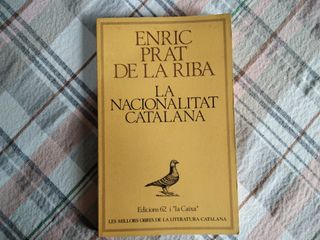 ENRIC
PRAT
DE LA RIBA
LA
NACIONALITAT
CATALANA
Edicions 62 i "la Caixa"
LES MILLORS OBRES DE LA LITERATURA CATALANA